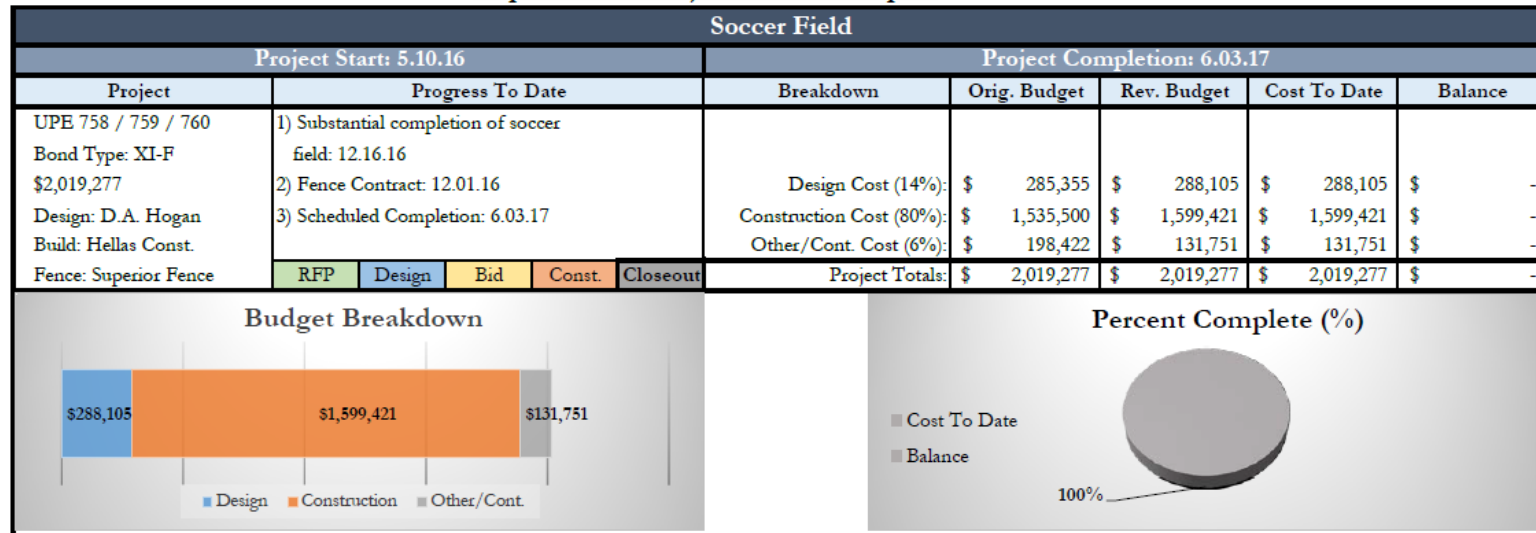 Soccer Field
Project Start: 5.10.16 Project Completion: 6.03.17
Project Progress To Date Breakdown Orig. Budget Rev. Budget Cost To Date Balance
UPE 758 / 759 / 760 1) Substantial completion of soccer
Bond Type: XI-F field: 12.16.16
$2,019,277 2) Fence Contract: 12.01.16 Design Cost (14%): $ 285,355 $ 288,105 $ 288,105 $ -
Design: D.A. Hogan 3) Scheduled Completion: 6.03.17 Construction Cost (80%): $ 1,535,500 $ 1,599,421 $ 1,599,421 $ -
Build: Hellas Const. Other/Cont. Cost (6%): $ 198,422 $ 131,751 $ 131,751 $ -
Fence: Superior Fence RFP Design Bid Const. Closeout Project Totals: $ 2,019,277 $ 2,019,277 $ 2,019,277 $ -
Budget Breakdown
$288,105 $1,599,421 $131,751
Design Construction Other/Cont.
Percent Complete (%)
Cost To Date
Balance
100%